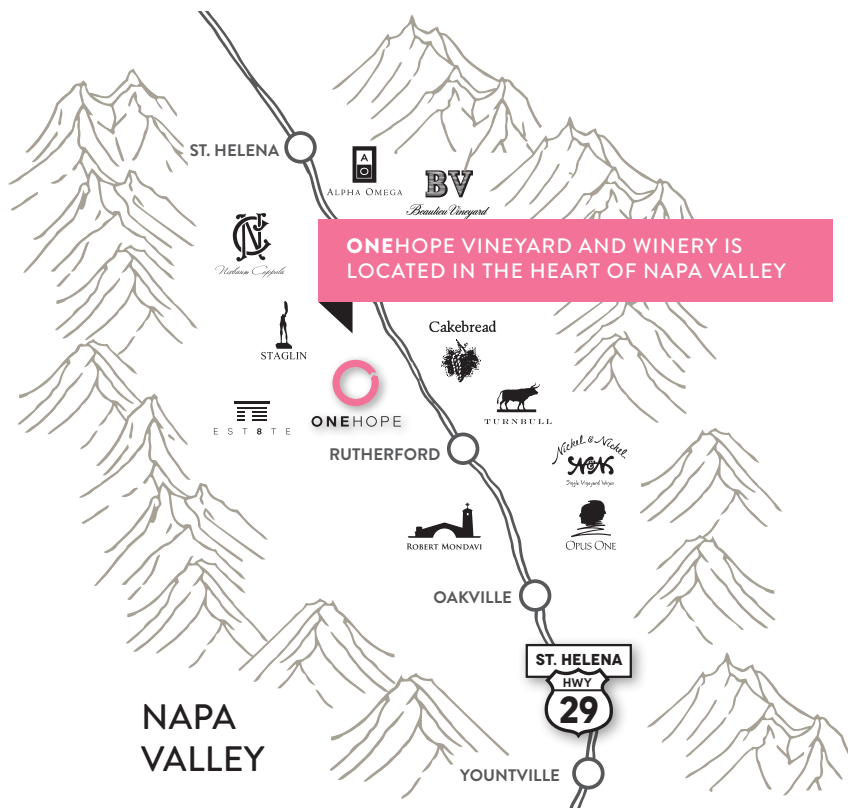 ST. HELENA
A
O
ALPHA OMEGA
BV
Beaulieu Vineyard
NC
Niebaum Coppola
ONEHOPE VINEYARD AND WINERY IS
LOCATED IN THE HEART OF NAPA VALLEY
STAGLIN
Cakebread
TURNBULL
ONEHOPE
EST8TE
RUTHERFORD
Nickel & Nickel
N&N
Single Vineyard Wines
ROBERT MONDAVI
OPUS ONE
OAKVILLE
ST. HELENA
HWY
29
NAPA
VALLEY
YOUNTVILLE